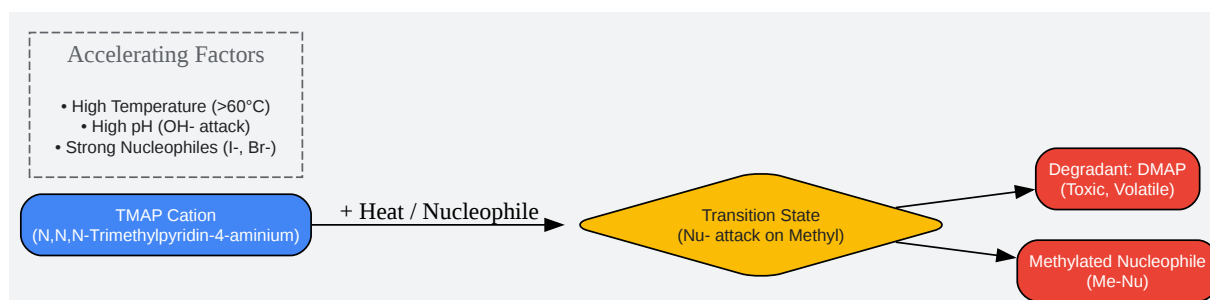 Accelerating Factors
• High Temperature (>60°C)
• High pH (OH- attack)
• Strong Nucleophiles (I-, Br-)
TMAP Cation
(N,N,N-Trimethylpyridin-4-aminium)
+ Heat / Nucleophile
Transition State
(Nu- attack on Methyl)
Degradant: DMAP
(Toxic, Volatile)
Methylated Nucleophile
(Me-Nu)